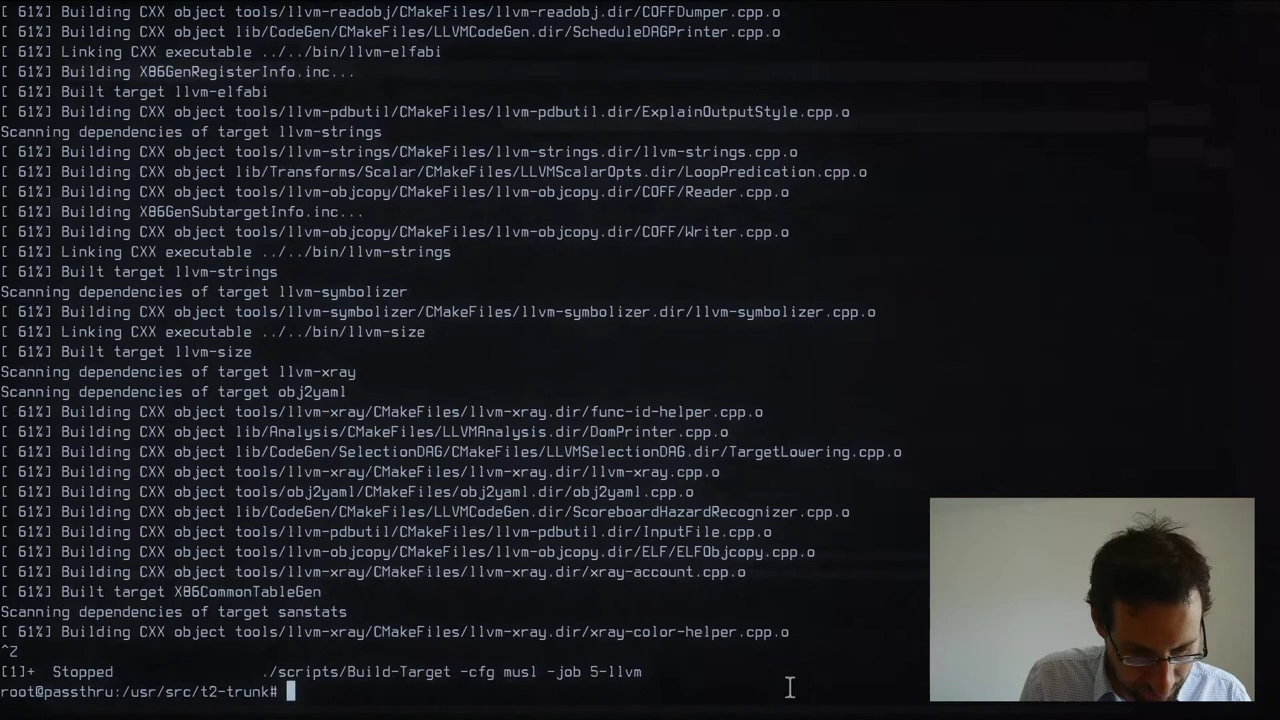 [ 61%] Building CXX object tools/llvm-readobj/CMakeFiles/llvm-readobj.dir/COFFDumper.cpp.o
[ 61%] Building CXX object lib/CodeGen/CMakeFiles/LLVMCodeGen.dir/ScheduleDAGPrinter.cpp.o
[ 61%] Linking CXX executable ../../bin/llvm-elfabi
[ 61%] Building X86GenRegisterInfo.inc...
[ 61%] Built target llvm-elfabi
[ 61%] Building CXX object tools/llvm-pdbutil/CMakeFiles/llvm-pdbutil.dir/ExplainOutputStyle.cpp.o
Scanning dependencies of target llvm-strings
[ 61%] Building CXX object tools/llvm-strings/CMakeFiles/llvm-strings.dir/llvm-strings.cpp.o
[ 61%] Building CXX object lib/Transforms/Scalar/CMakeFiles/LLVMScalarOpts.dir/LoopPredication.cpp.o
[ 61%] Building CXX object tools/llvm-objcopy/CMakeFiles/llvm-objcopy.dir/COFF/Reader.cpp.o
[ 61%] Building X86GenSubtargetInfo.inc...
[ 61%] Building CXX object tools/llvm-objcopy/CMakeFiles/llvm-objcopy.dir/COFF/Writer.cpp.o
[ 61%] Linking CXX executable ../../bin/llvm-strings
[ 61%] Built target llvm-strings
Scanning dependencies of target llvm-symbolizer
[ 61%] Building CXX object tools/llvm-symbolizer/CMakeFiles/llvm-symbolizer.dir/llvm-symbolizer.cpp.o
[ 61%] Linking CXX executable ../../bin/llvm-size
[ 61%] Built target llvm-size
Scanning dependencies of target llvm-xray
Scanning dependencies of target obj2yaml
[ 61%] Building CXX object tools/llvm-xray/CMakeFiles/llvm-xray.dir/func-id-helper.cpp.o
[ 61%] Building CXX object lib/Analysis/CMakeFiles/LLVMAnalysis.dir/DomPrinter.cpp.o
[ 61%] Building CXX object lib/CodeGen/SelectionDAG/CMakeFiles/LLVMSelectionDAG.dir/TargetLowering.cpp.o
[ 61%] Building CXX object tools/llvm-xray/CMakeFiles/llvm-xray.dir/llvm-xray.cpp.o
[ 61%] Building CXX object tools/obj2yaml/CMakeFiles/obj2yaml.dir/obj2yaml.cpp.o
[ 61%] Building CXX object lib/CodeGen/CMakeFiles/LLVMCodeGen.dir/ScoreboardHazardRecognizer.cpp.o
[ 61%] Building CXX object tools/llvm-pdbutil/CMakeFiles/llvm-pdbutil.dir/InputFile.cpp.o
[ 61%] Building CXX object tools/llvm-objcopy/CMakeFiles/llvm-objcopy.dir/ELF/ELFObjcopy.cpp.o
[ 61%] Building CXX object tools/llvm-xray/CMakeFiles/llvm-xray.dir/xray-account.cpp.o
[ 61%] Built target X86CommonTableGen
Scanning dependencies of target sanstats
[ 61%] Building CXX object tools/llvm-xray/CMakeFiles/llvm-xray.dir/xray-color-helper.cpp.o
^Z
[1]+  Stopped                 ./scripts/Build-Target -cfg musl -job 5-llvm
root@passthru:/usr/src/t2-trunk#